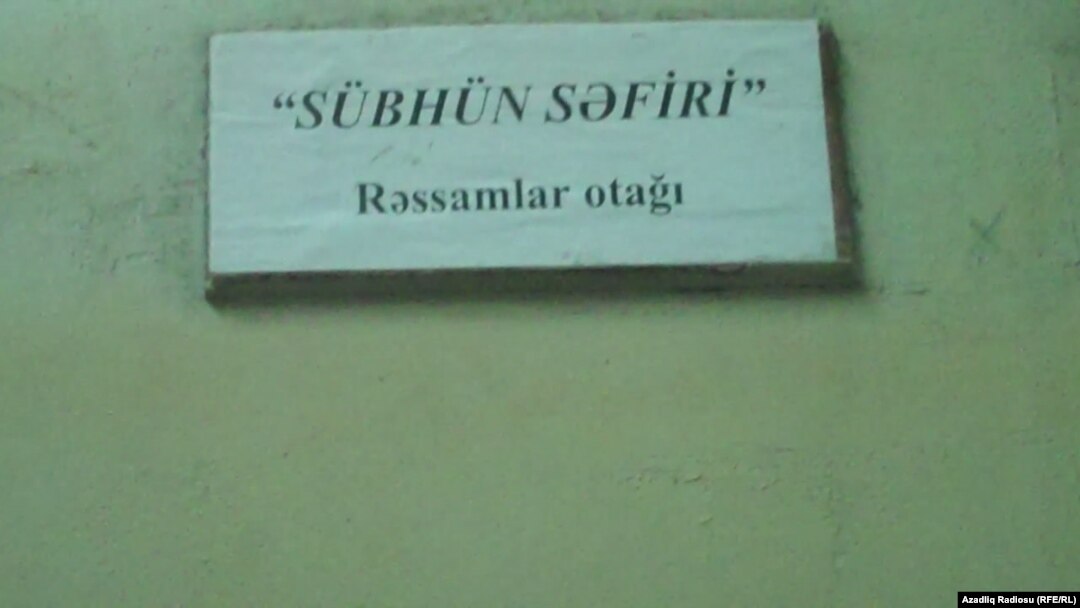 “SÜBHÜN SƏFİRİ”
Rəssamlar otağı
Azadliq Radiosu (RFE/RL)